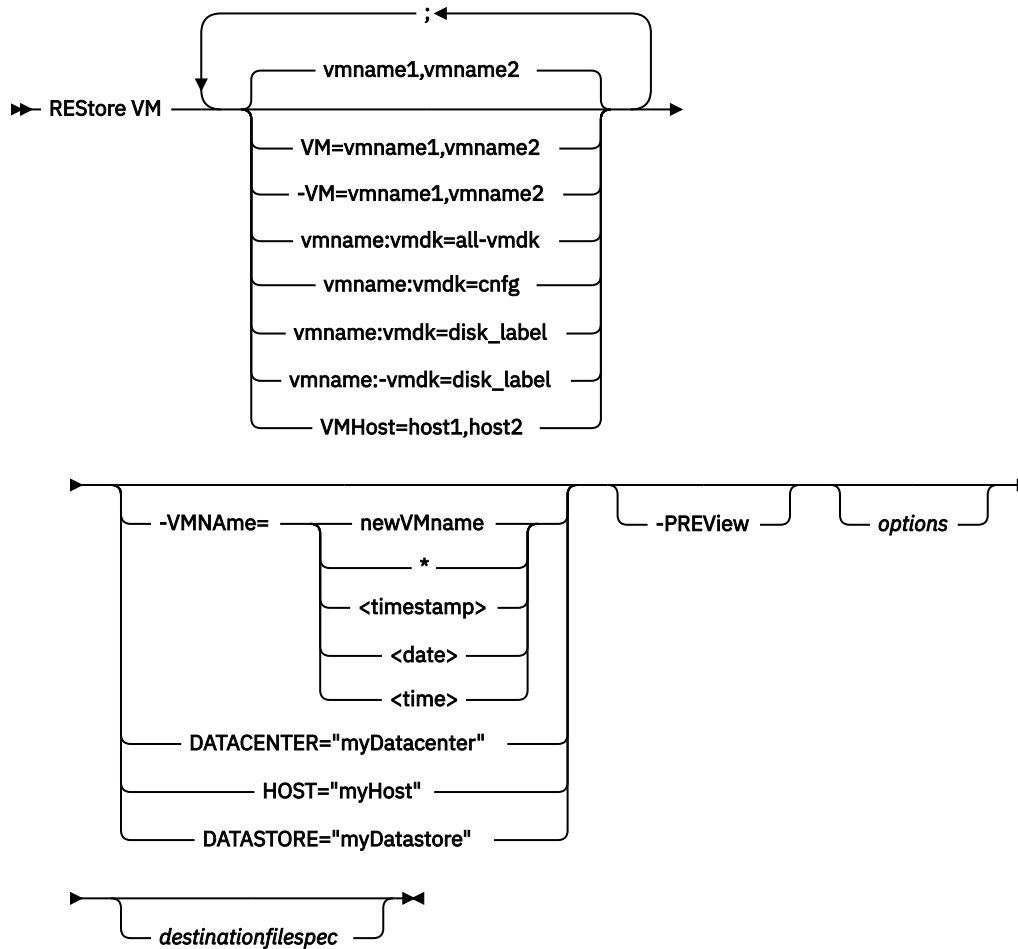 ;
vmname1,vmname2
REStore VM
VM=vmname1,vmname2
-VM=vmname1,vmname2
vmname:vmdk=all-vmdk
vmname:vmdk=cnfg
vmname:vmdk=disk_label
vmname:-vmdk=disk_label
VMHost=host1,host2
-VMNAme= newVMname -PREView options
*
<timestamp>
<date>
<time>
DATACENTER="myDatacenter"
HOST="myHost"
DATASTORE="myDatastore"
destinationfilespec